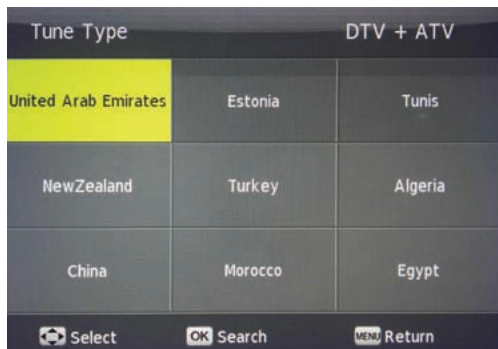 Tune Type DTV + ATV
United Arab Emirates Estonia Tunis
NewZealand Turkey Algeria
China Morocco Egypt
Select OK Search MENU Return